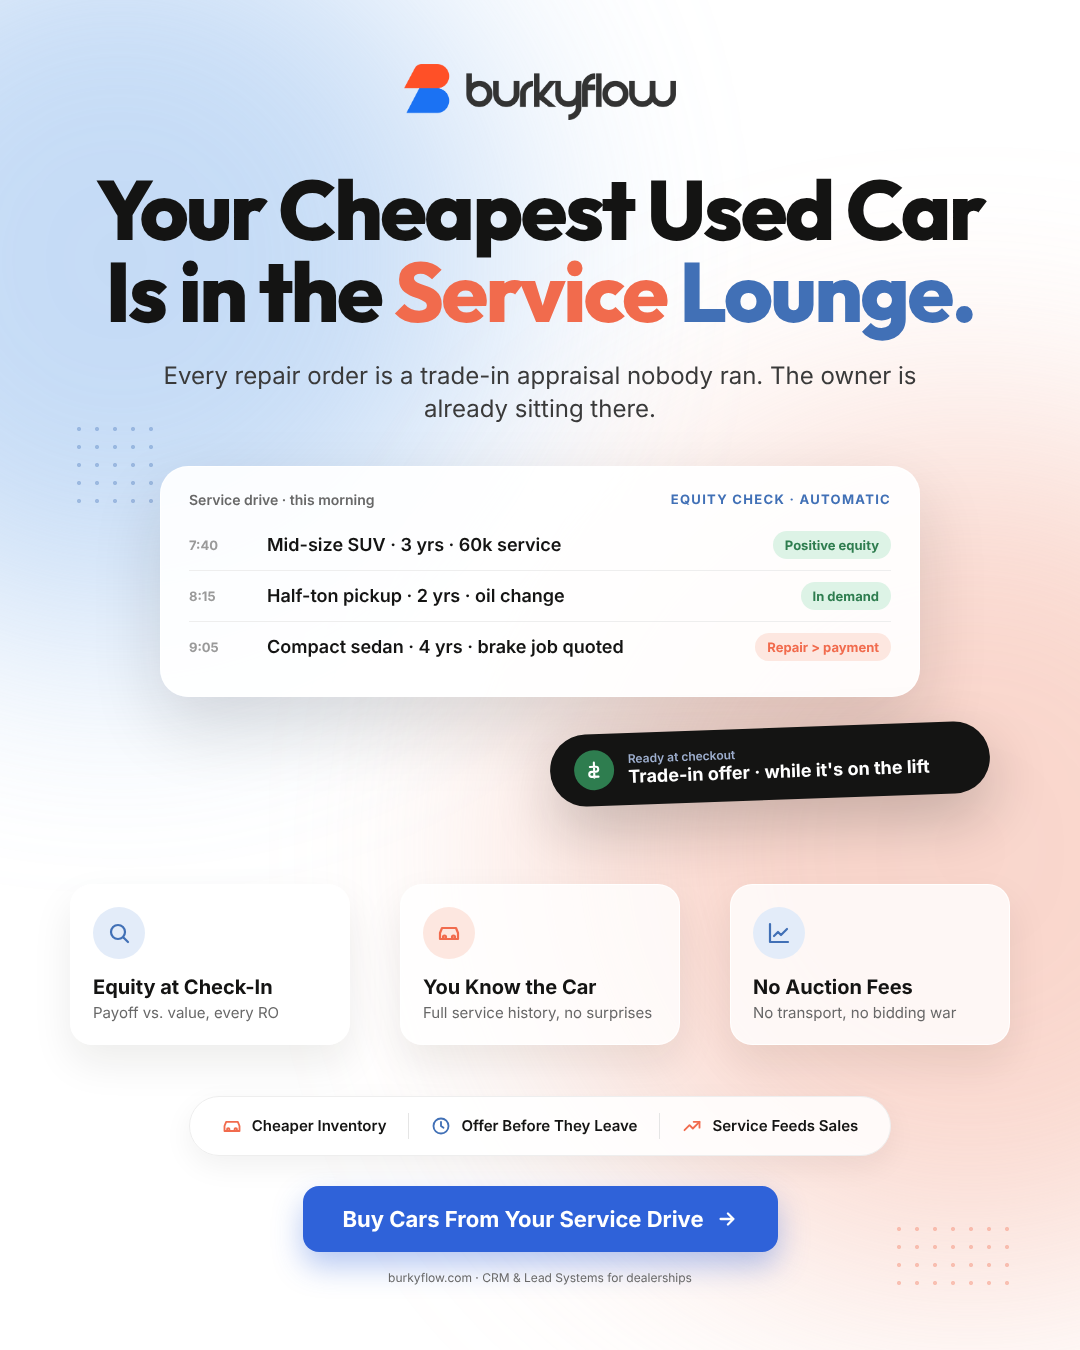 burkyflow
Your Cheapest Used Car
Is in the Service Lounge.
Every repair order is a trade-in appraisal nobody ran. The owner is
already sitting there.
Service drive · this morning
EQUITY CHECK · AUTOMATIC
7:40 Mid-size SUV · 3 yrs · 60k service Positive equity
8:15 Half-ton pickup · 2 yrs · oil change In demand
9:05 Compact sedan · 4 yrs · brake job quoted Repair > payment
Ready at checkout
Trade-in offer · while it's on the lift
Equity at Check-In
Payoff vs. value, every RO
You Know the Car
Full service history, no surprises
No Auction Fees
No transport, no bidding war
Cheaper Inventory
Offer Before They Leave
Service Feeds Sales
Buy Cars From Your Service Drive →
burkyflow.com · CRM & Lead Systems for dealerships